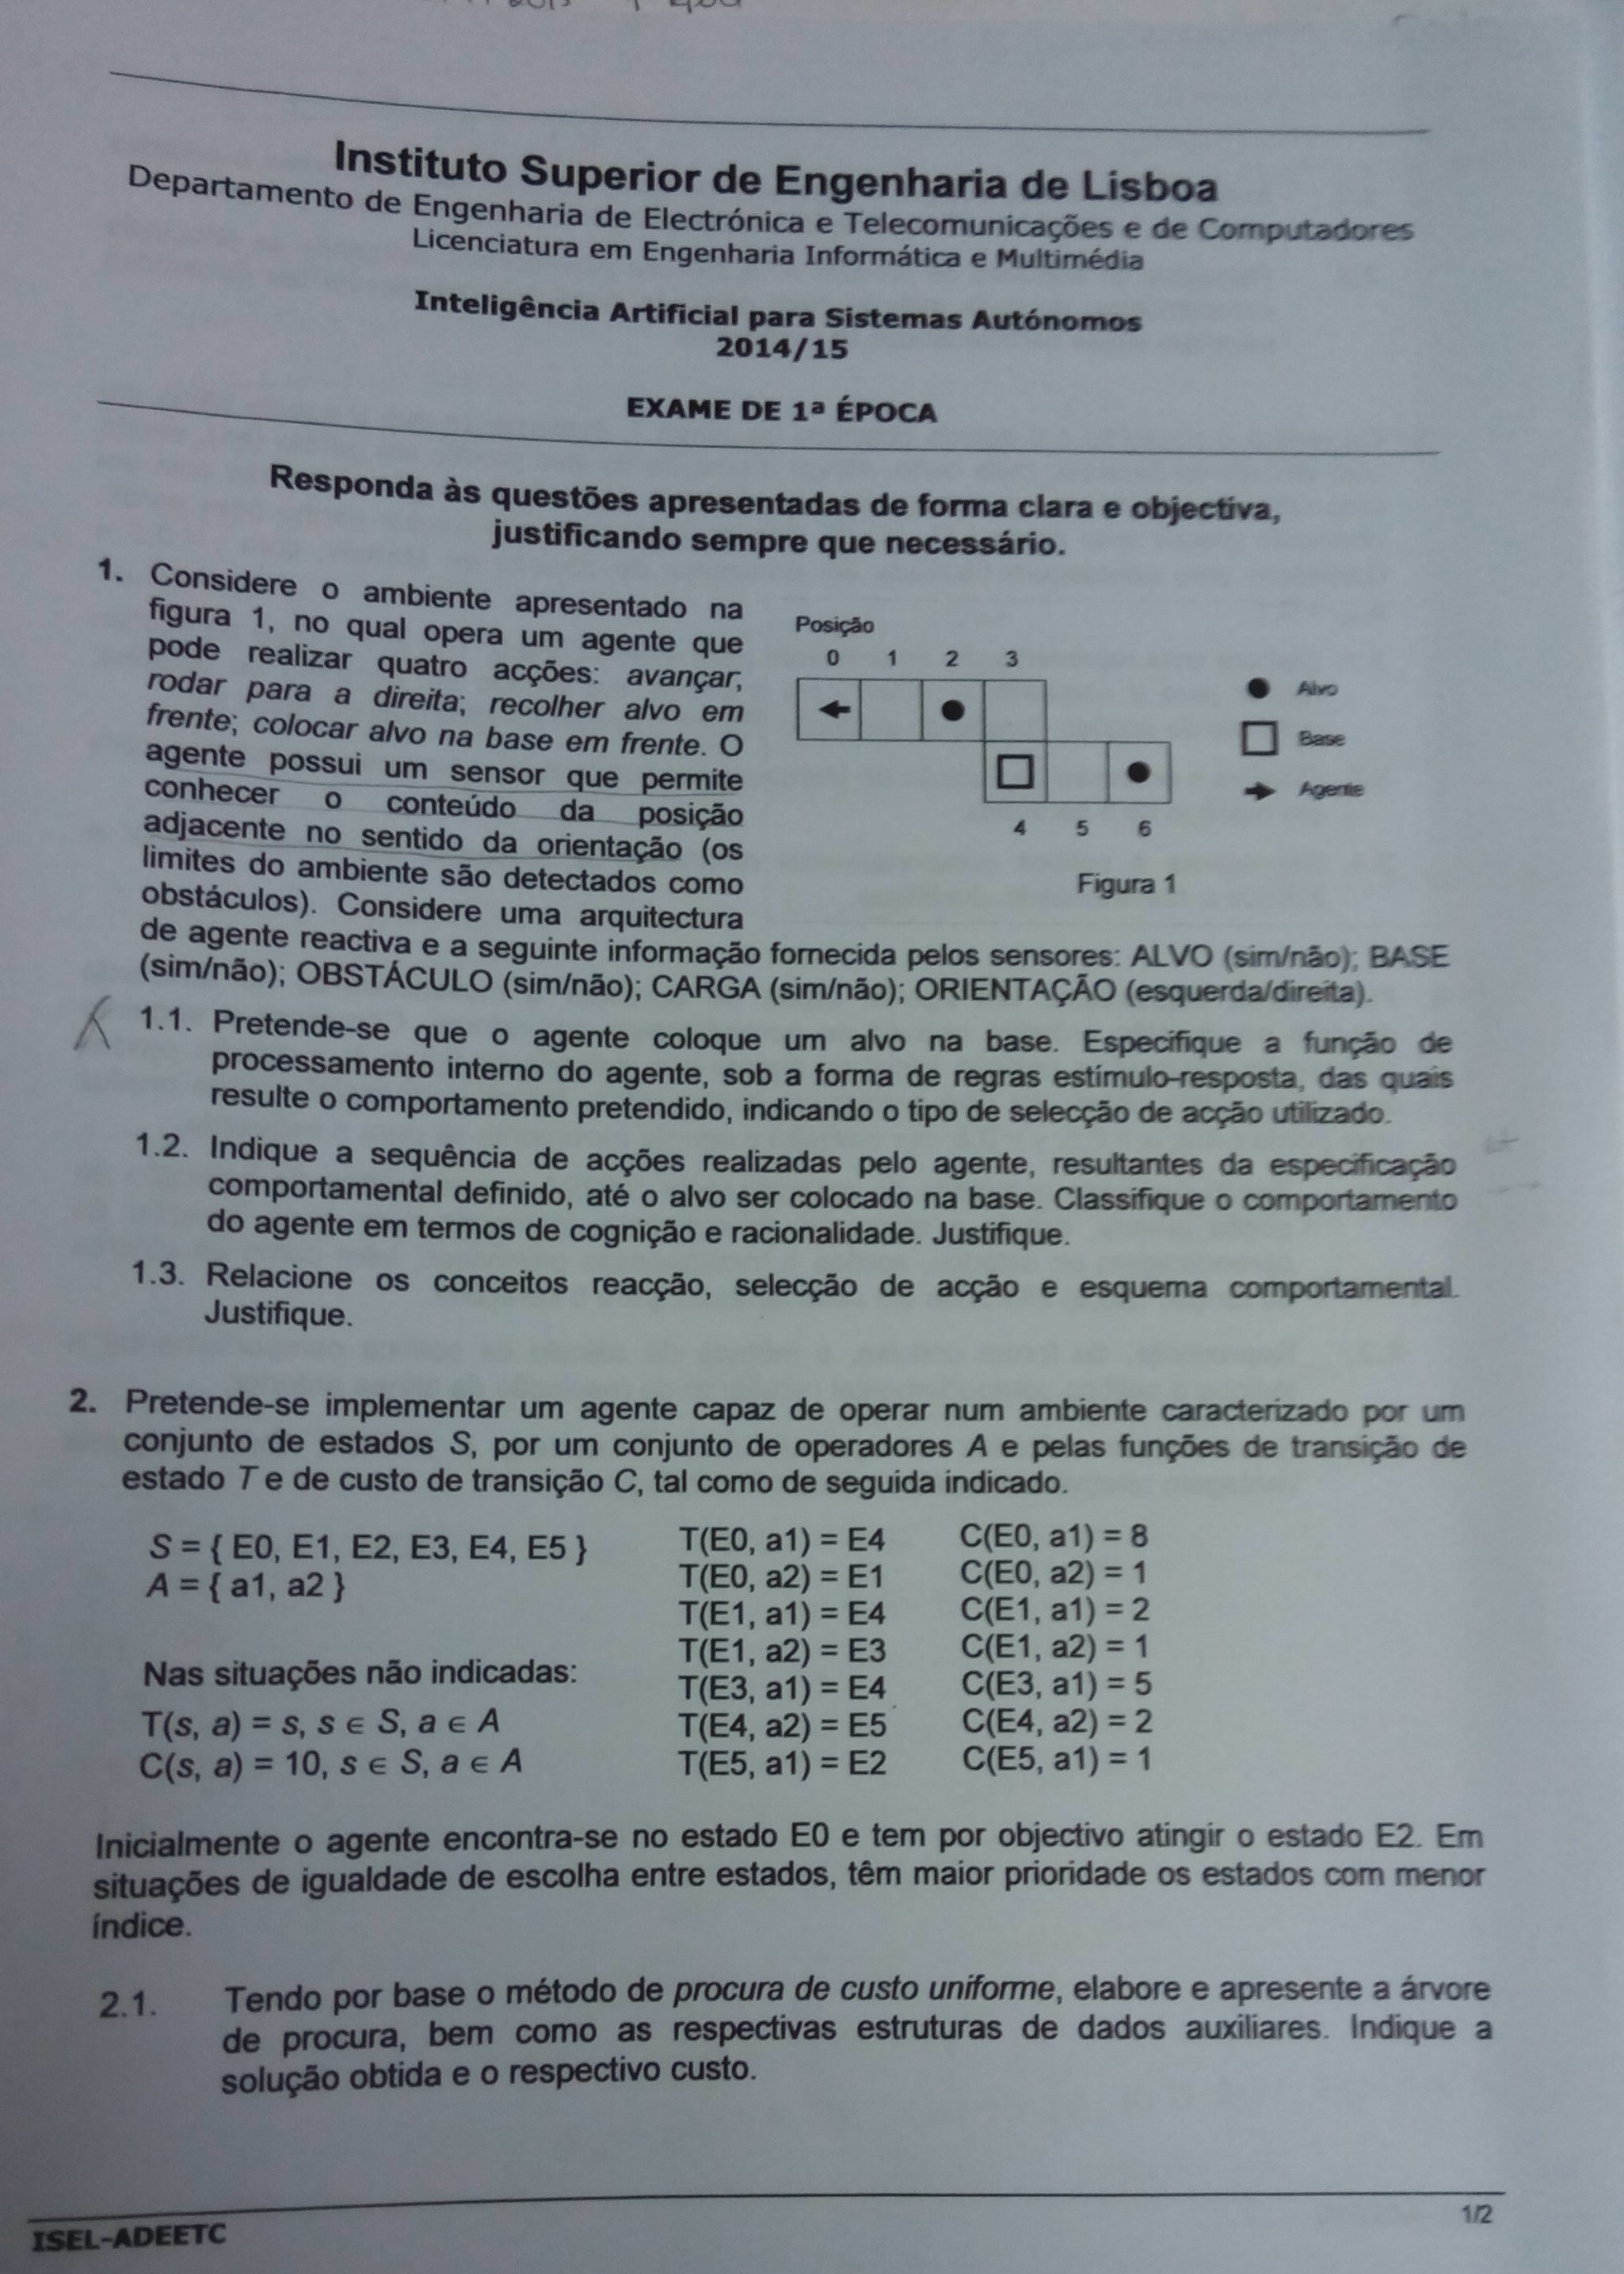 Instituto Superior de Engenharia de Lisboa
Departamento de Engenharia de Electrónica e Telecomunicações e de Computadores
Licenciatura em Engenharia Informática e Multimédia
Inteligência Artificial para Sistemas Autónomos
2014/15
EXAME DE 1ª ÉPOCA
Responda às questões apresentadas de forma clara e objectiva,
justificando sempre que necessário.
1. Considere o ambiente apresentado na
figura 1, no qual opera um agente que
pode realizar quatro acções: avançar;
rodar para a direita; recolher alvo em
frente; colocar alvo na base em frente. O
agente possui um sensor que permite
conhecer o conteúdo da posição
adjacente no sentido da orientação (os
limites do ambiente são detectados como
obstáculos). Considere uma arquitectura
Posição
0 1 2 3
4 5 6
Alvo
Base
Agente
Figura 1
de agente reactiva e a seguinte informação fornecida pelos sensores: ALVO (sim/não); BASE
(sim/não); OBSTÁCULO (sim/não); CARGA (sim/não); ORIENTAÇÃO (esquerda/direita).
1.1. Pretende-se que o agente coloque um alvo na base. Especifique a função de
processamento interno do agente, sob a forma de regras estímulo-resposta, das quais
resulte o comportamento pretendido, indicando o tipo de selecção de acção utilizado.
1.2. Indique a sequência de acções realizadas pelo agente, resultantes da especificação
comportamental definido, até o alvo ser colocado na base. Classifique o comportamento
do agente em termos de cognição e racionalidade. Justifique.
1.3. Relacione os conceitos reacção, selecção de acção e esquema comportamental.
Justifique.
2. Pretende-se implementar um agente capaz de operar num ambiente caracterizado por um
conjunto de estados S, por um conjunto de operadores A e pelas funções de transição de
estado T e de custo de transição C, tal como de seguida indicado.
S = { E0, E1, E2, E3, E4, E5 }
A = { a1, a2 }
Nas situações não indicadas:
T(s, a) = s, s ∈ S, a ∈ A
C(s, a) = 10, s ∈ S, a ∈ A
T(E0, a1) = E4
T(E0, a2) = E1
T(E1, a1) = E4
T(E1, a2) = E3
T(E3, a1) = E4
T(E4, a2) = E5
T(E5, a1) = E2
C(E0, a1) = 8
C(E0, a2) = 1
C(E1, a1) = 2
C(E1, a2) = 1
C(E3, a1) = 5
C(E4, a2) = 2
C(E5, a1) = 1
Inicialmente o agente encontra-se no estado E0 e tem por objectivo atingir o estado E2. Em
situações de igualdade de escolha entre estados, têm maior prioridade os estados com menor
índice.
2.1. Tendo por base o método de procura de custo uniforme, elabore e apresente a árvore
de procura, bem como as respectivas estruturas de dados auxiliares. Indique a
solução obtida e o respectivo custo.
ISEL-ADEETC
1/2